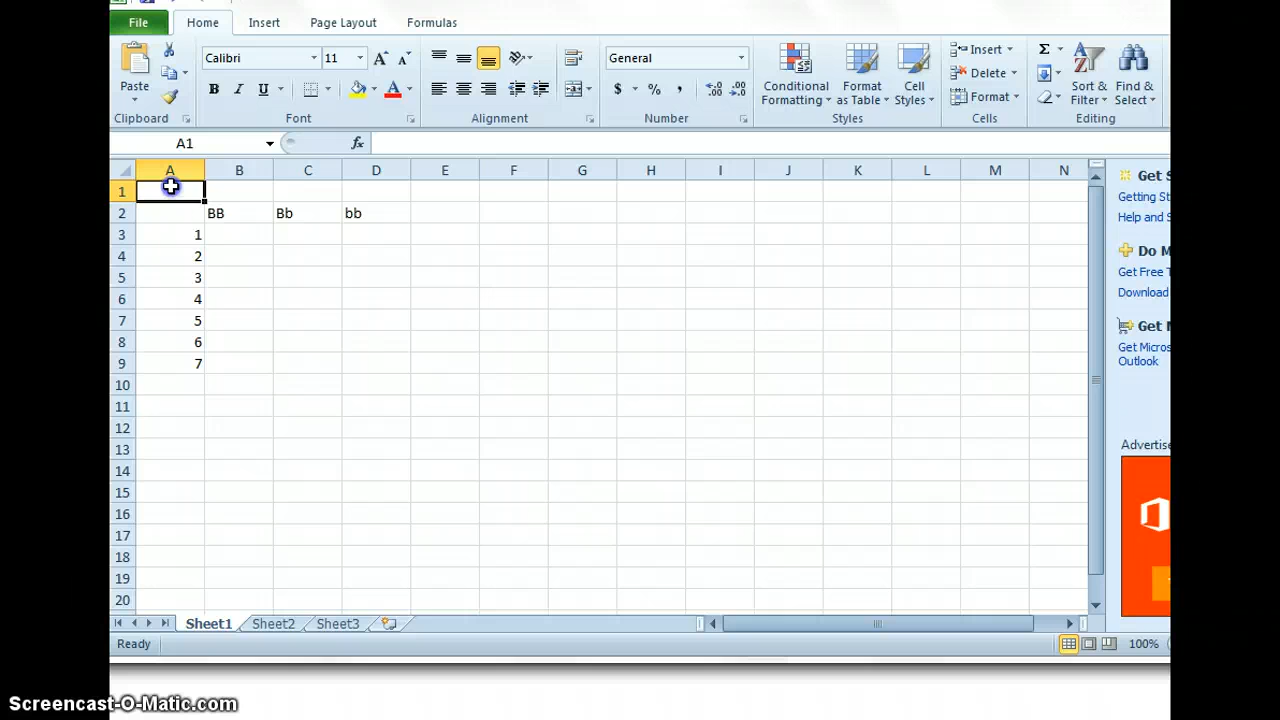 File Home Insert Page Layout Formulas
Calibri 11 General
Paste
Conditional Formatting
Format as Table
Cell Styles
Insert
Delete
Format
Sort & Filter
Find & Select
Clipboard Font Alignment Number Styles Cells Editing
A1 fx
A B C D E F G H I J K L M N
1
2 BB Bb bb
3 1
4 2
5 3
6 4
7 5
8 6
9 7
10
11
12
13
14
15
16
17
18
19
20
Get
Getting
Help and
Do
Get Free
Download
Get
Get
Outlook
Sheet1 Sheet2 Sheet3
Ready 100%
Screencast-O-Matic.com